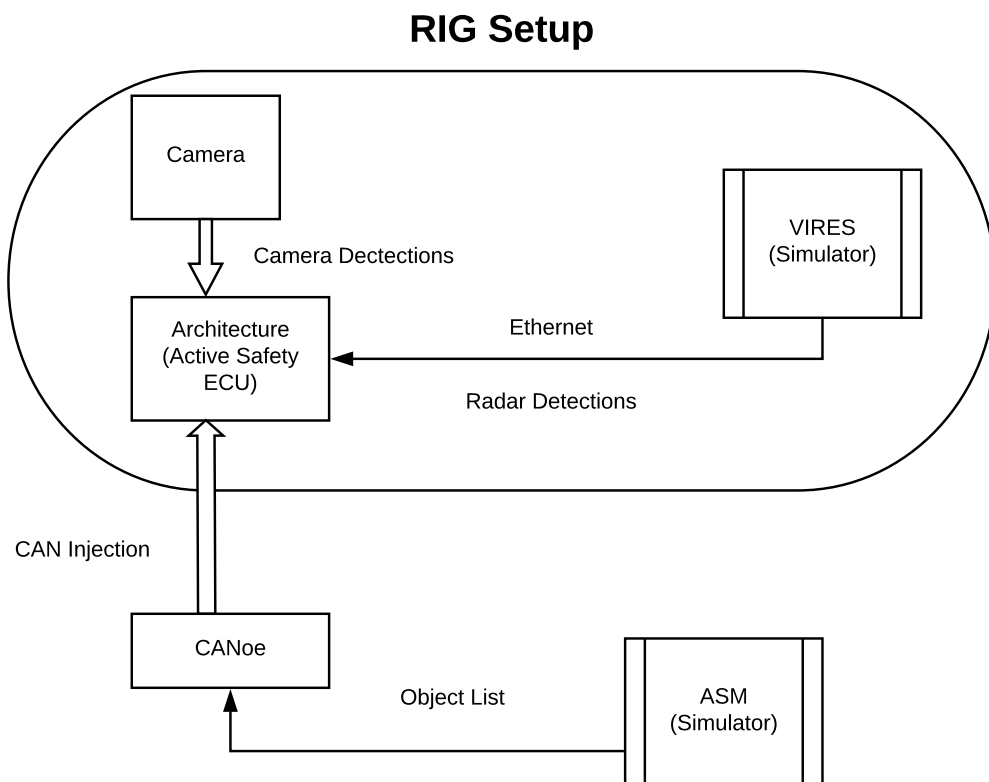 RIG Setup
Camera
VIRES
(Simulator)
Camera Dectections
Architecture
(Active Safety
ECU)
Ethernet
Radar Detections
CAN Injection
CANoe
Object List
ASM
(Simulator)